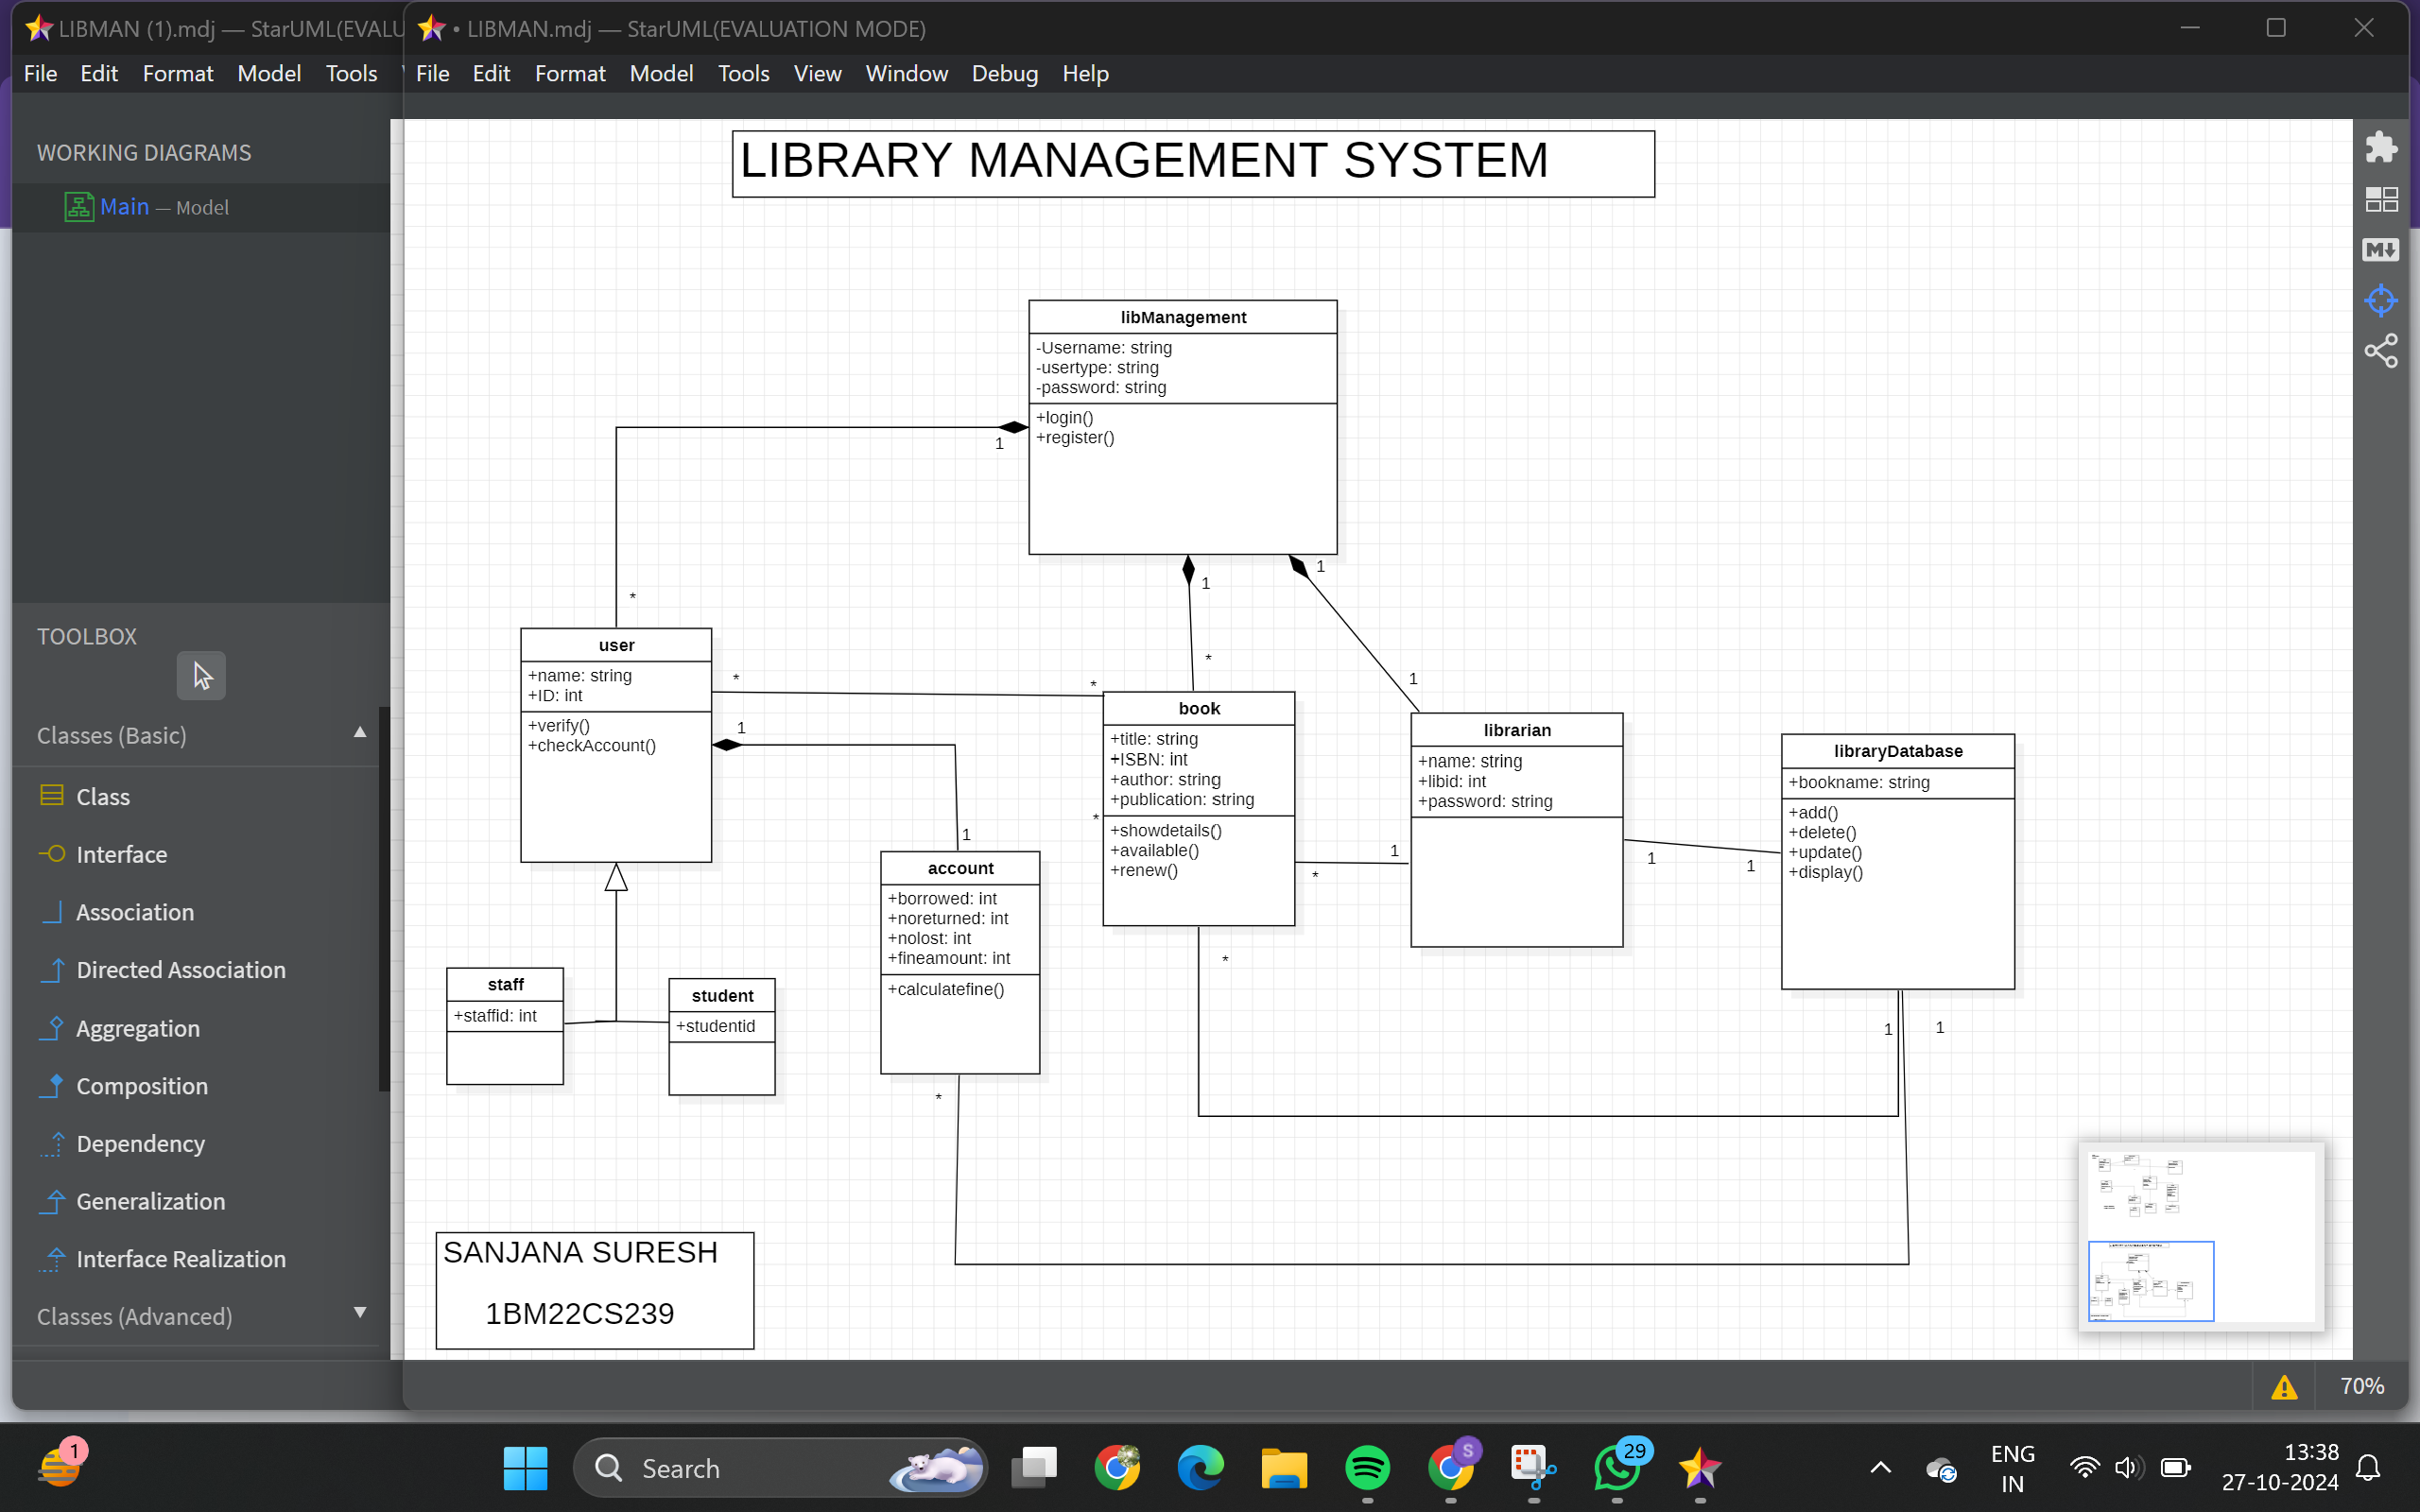 LIBMAN (1).mdj — StarUML(EVALU
File Edit Format Model Tools
WORKING DIAGRAMS
Main — Model
TOOLBOX
Classes (Basic)
Class
Interface
Association
Directed Association
Aggregation
Composition
Dependency
Generalization
Interface Realization
Classes (Advanced)
• LIBMAN.mdj — StarUML(EVALUATION MODE)
File Edit Format Model Tools View Window Debug Help
LIBRARY MANAGEMENT SYSTEM
libManagement
-Username: string
-usertype: string
-password: string
+login()
+register()
1
*
1
*
1
1
user
+name: string
+ID: int
+verify()
+checkAccount()
*
*
1
1
book
+title: string
+ISBN: int
+author: string
+publication: string
+showdetails()
+available()
+renew()
*
*
1
*
librarian
+name: string
+libid: int
+password: string
1
1
libraryDatabase
+bookname: string
+add()
+delete()
+update()
+display()
1
1
account
+borrowed: int
+noreturned: int
+nolost: int
+fineamount: int
+calculatefine()
*
staff
+staffid: int
student
+studentid
SANJANA SURESH
1BM22CS239
M
70%
1
Search
S
29
ENG
IN
13:38
27-10-2024